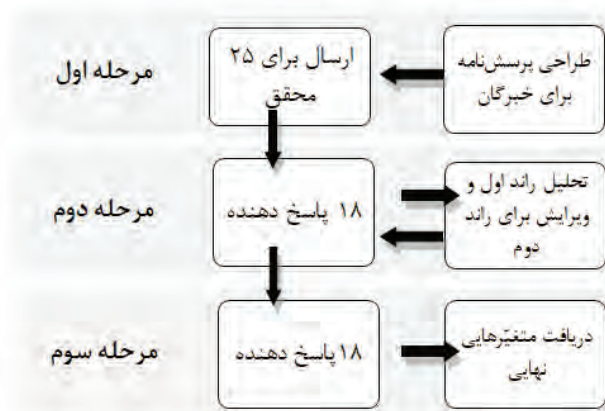 مرحله اول
ارسال برای ۲۵
محقق
طراحی پرسش‌نامه
برای خبرگان
مرحله دوم
۱۸ پاسخ دهنده
تحلیل راند اول و
ویرایش برای راند
دوم
مرحله سوم
۱۸پاسخ دهنده
دریافت متغیّرهایی
نهایی